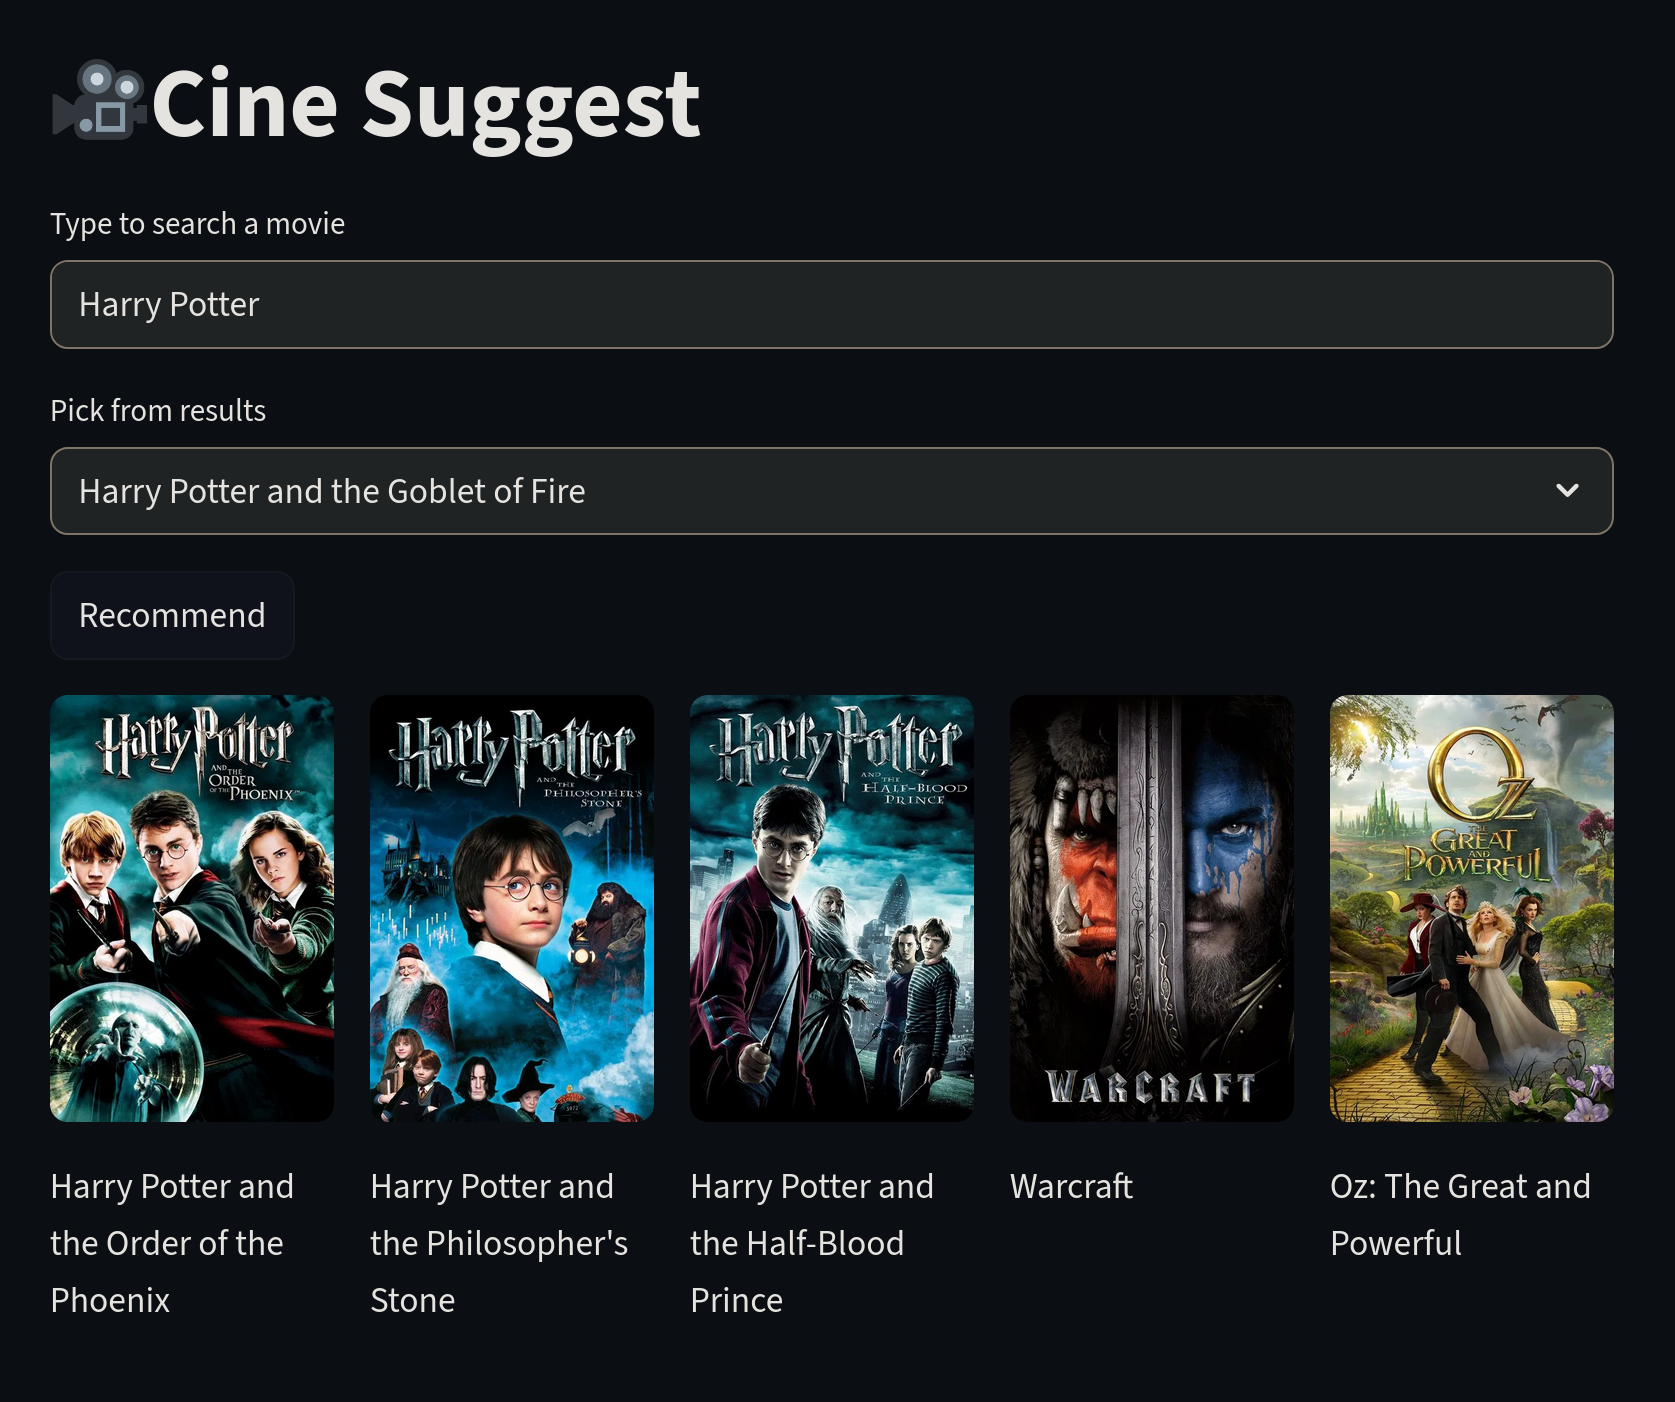 Cine Suggest
Type to search a movie
Harry Potter
Pick from results
Harry Potter and the Goblet of Fire
Recommend
Harry Potter
AND THE
ORDER
OF THE PHOENIX
Harry Potter
AND THE
PHILOSOPHER'S
STONE
5972
Harry Potter
AND THE
HALF-BLOOD
PRINCE
WARCRAFT
OZ
THE
GREAT
AND
POWERFUL
Harry Potter and
the Order of the
Phoenix
Harry Potter and
the Philosopher's
Stone
Harry Potter and
the Half-Blood
Prince
Warcraft
Oz: The Great and
Powerful